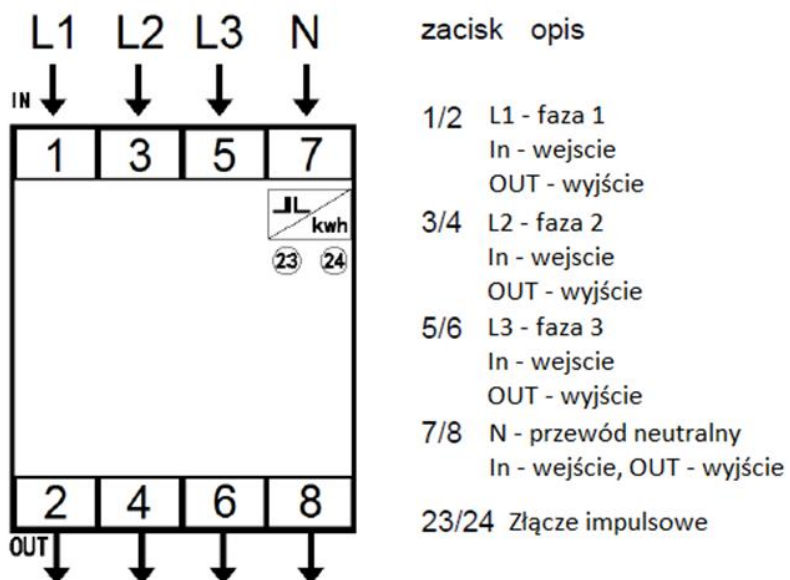 L1 L2 L3 N
IN
1 3 5 7
kwh
23 24
2 4 6 8
OUT
zacisk opis
1/2 L1 - faza 1
In - wejscie
OUT - wyjście
3/4 L2 - faza 2
In - wejscie
OUT - wyjście
5/6 L3 - faza 3
In - wejscie
OUT - wyjście
7/8 N - przewód neutralny
In - wejście, OUT - wyjście
23/24 Złącze impulsowe